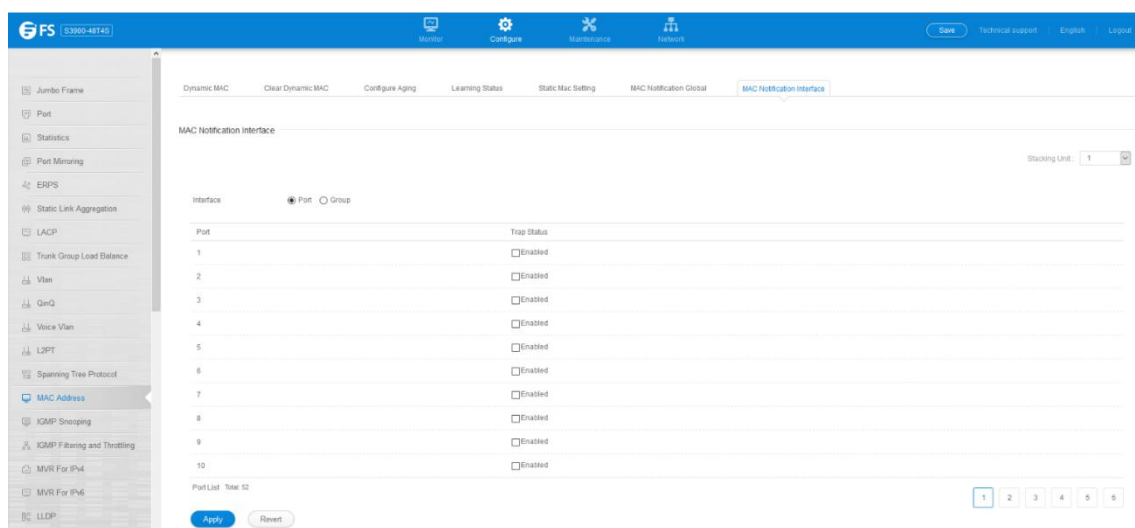 FS S3900-48T4S
Monitor
Configure
Maintenance
Network
Save
Technical support
English
Logout
Jumbo Frame
Port
Statistics
Port Mirroring
ERPS
Static Link Aggregation
LACP
Trunk Group Load Balance
Vlan
QinQ
Voice Vlan
L2PT
Spanning Tree Protocol
MAC Address
IGMP Snooping
IGMP Filtering and Throttling
MVR For IPv4
MVR For IPv6
LLDP
Dynamic MAC
Clear Dynamic MAC
Configure Aging
Learning Status
Static Mac Setting
MAC Notification Global
MAC Notification Interface
MAC Notification Interface
Stacking Unit: 1
Interface Port Group
Port Trap Status
1 Enabled
2 Enabled
3 Enabled
4 Enabled
5 Enabled
6 Enabled
7 Enabled
8 Enabled
9 Enabled
10 Enabled
Port List Total: 52
1 2 3 4 5 6
Apply Revert